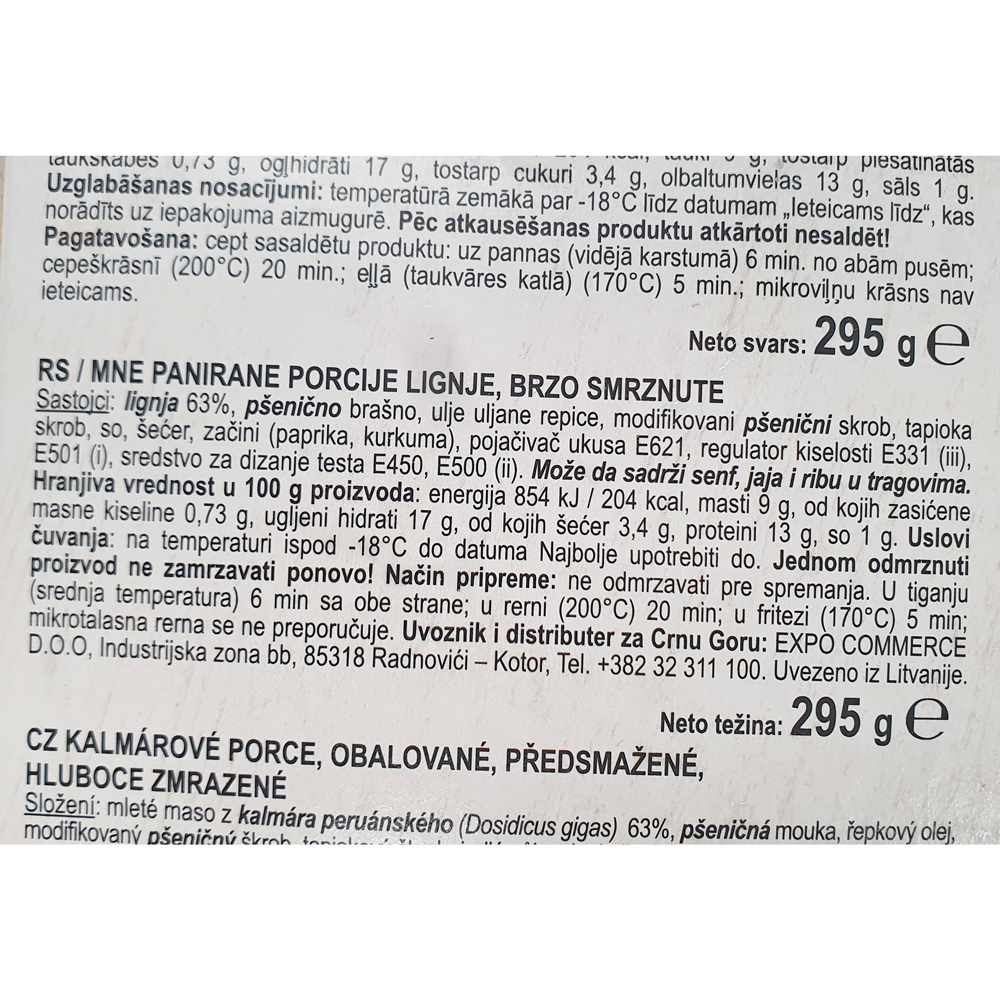 taukskābes 0,73 g, ogļhidrāti 17 g, tostarp cukuri 3,4 g, olbaltumvielas 13 g, sāls 1 g.
Uzglabāšanas nosacījumi: temperatūrā zemākā par -18°C līdz datumam „Ieteicams līdz“, kas
norādīts uz iepakojuma aizmugurē. Pēc atkausēšanas produktu atkārtoti nesaldēt!
Pagatavošana: cept sasaldētu produktu: uz pannas (vidējā karstumā) 6 min. no abām pusēm;
cepeškrāsnī (200°C) 20 min.; eļļā (taukvāres katlā) (170°C) 5 min.; mikroviļņu krāsns nav
ieteicams.
Neto svars: 295 g ℮
RS / MNE PANIRANE PORCIJE LIGNJE, BRZO SMRZNUTE
Sastojci: lignja 63%, pšenično brašno, ulje uljane repice, modifikovani pšenični skrob, tapioka
skrob, so, šećer, začini (paprika, kurkuma), pojačivač ukusa E621, regulator kiselosti E331 (iii),
E501 (i), sredstvo za dizanje testa E450, E500 (ii). Može da sadrži senf, jaja i ribu u tragovima.
Hranjiva vrednost u 100 g proizvoda: energija 854 kJ / 204 kcal, masti 9 g, od kojih zasićene
masne kiseline 0,73 g, ugljeni hidrati 17 g, od kojih šećer 3,4 g, proteini 13 g, so 1 g. Uslovi
čuvanja: na temperaturi ispod -18°C do datuma Najbolje upotrebiti do. Jednom odmrznuti
proizvod ne zamrzavati ponovo! Način pripreme: ne odmrzavati pre spremanja. U tiganju
(srednja temperatura) 6 min sa obe strane; u rerni (200°C) 20 min; u fritezi (170°C) 5 min;
mikrotalasna rerna se ne preporučuje. Uvoznik i distributer za Crnu Goru: EXPO COMMERCE
D.O.O, Industrijska zona bb, 85318 Radnovići – Kotor, Tel. +382 32 311 100. Uvezeno iz Litvanije.
Neto težina: 295 g ℮
CZ KALMÁROVÉ PORCE, OBALOVANÉ, PŘEDSMAŽENÉ,
HLUBOCE ZMRAZENÉ
Složení: mleté maso z kalmára peruánského (Dosidicus gigas) 63%, pšeničná mouka, řepkový olej,
modifikovaný pšeničný škrob